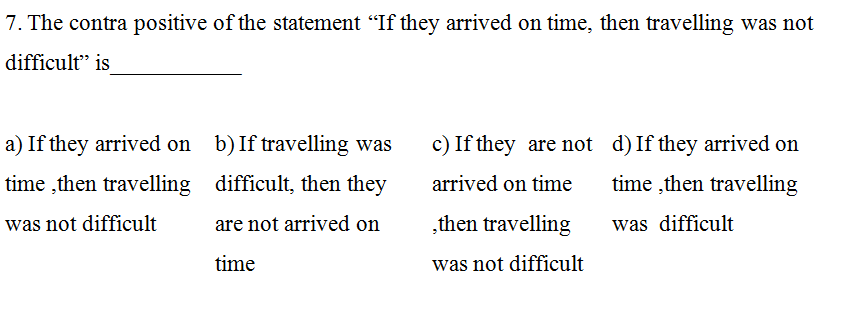 7. The contra positive of the statement “If they arrived on time, then travelling was not
difficult” is____________
a) If they arrived on
time ,then travelling
was not difficult
b) If travelling was
difficult, then they
are not arrived on
time
c) If they are not
arrived on time
,then travelling
was not difficult
d) If they arrived on
time ,then travelling
was difficult